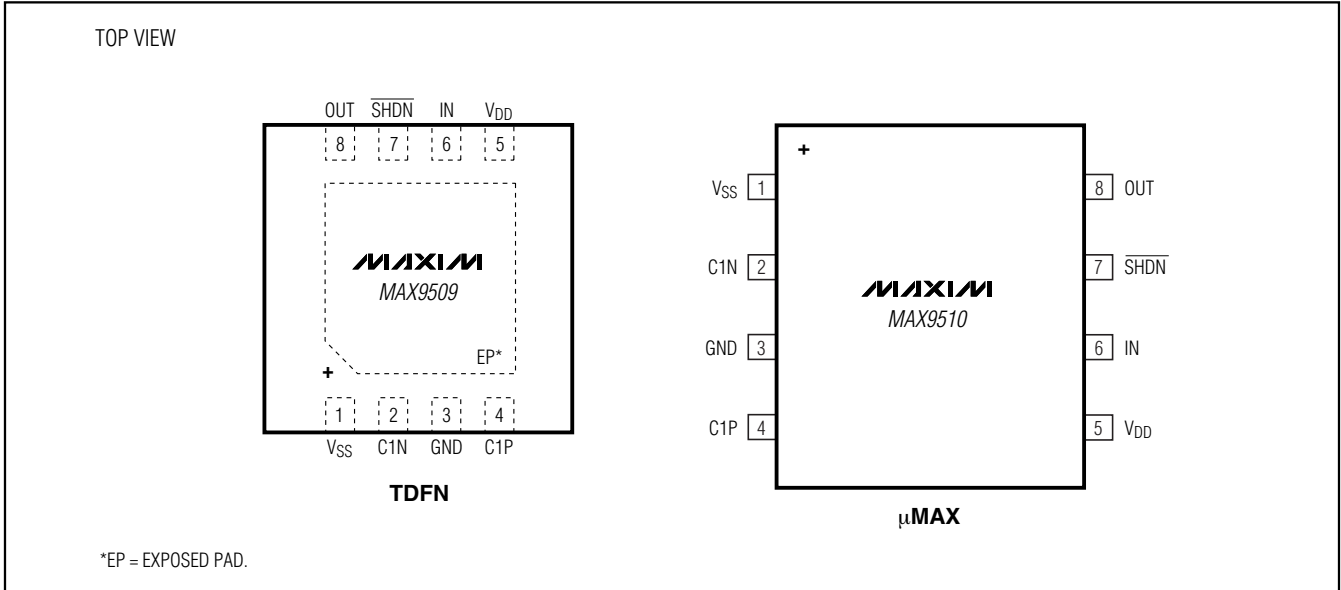 TOP VIEW
OUT SHDN IN VDD
8 7 6 5
MAXIM
MAX9509
EP*
+
1 2 3 4
VSS C1N GND C1P
TDFN
+
VSS 1
C1N 2
GND 3
C1P 4
8 OUT
7 SHDN
6 IN
5 VDD
MAXIM
MAX9510
µMAX
*EP = EXPOSED PAD.